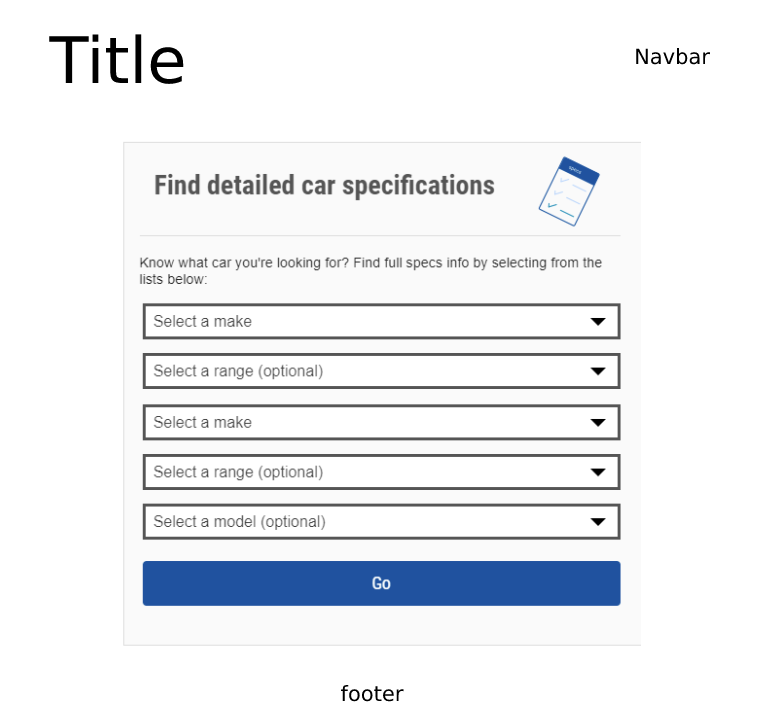 Title
Navbar
Find detailed car specifications
specs
Know what car you're looking for? Find full specs info by selecting from the
lists below:
Select a make
Select a range (optional)
Select a make
Select a range (optional)
Select a model (optional)
Go
footer